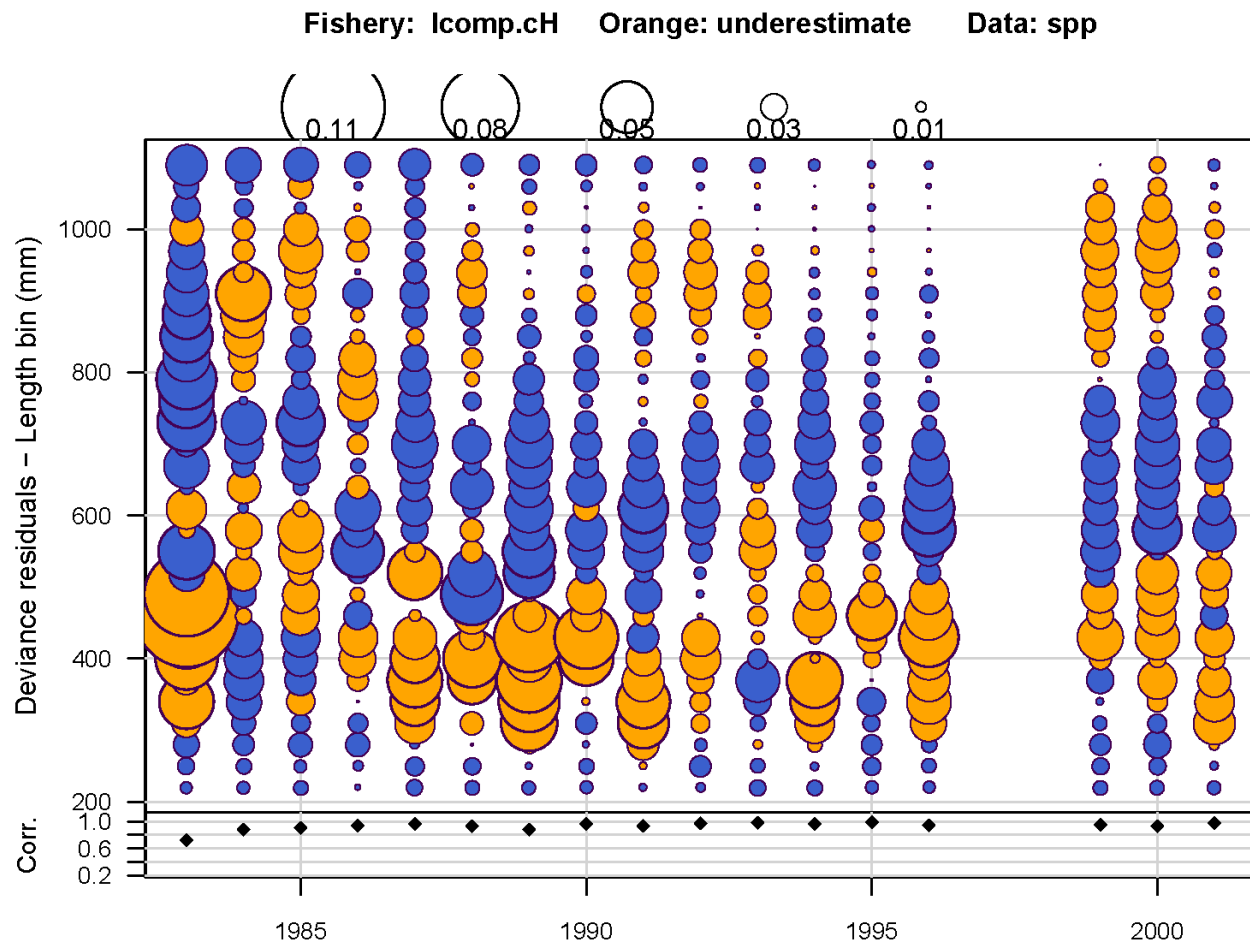 Fishery: lcomp.cH Orange: underestimate Data: spp
0.11 0.08 0.05 0.03 0.01
Deviance residuals − Length bin (mm)
1000
800
600
400
200
Corr.
1.0
0.6
0.2
1985 1990 1995 2000